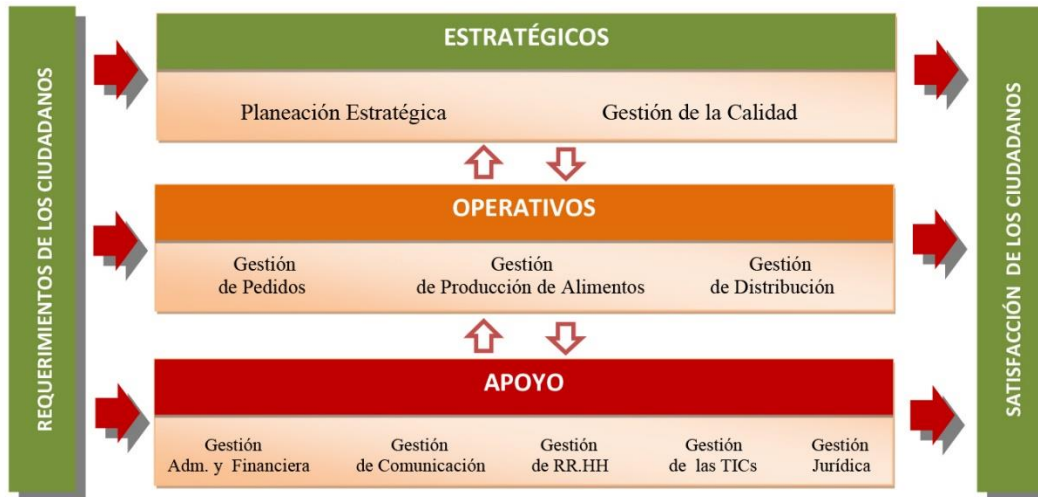 REQUERIMIENTOS DE LOS CIUDADANOS
ESTRATÉGICOS
Planeación Estratégica
Gestión de la Calidad
OPERATIVOS
Gestión
de Pedidos
Gestión
de Producción de Alimentos
Gestión
de Distribución
APOYO
Gestión
Adm. y Financiera
Gestión
de Comunicación
Gestión
de RR.HH
Gestión
de las TICs
Gestión
Jurídica
SATISFACCIÓN DE LOS CIUDADANOS